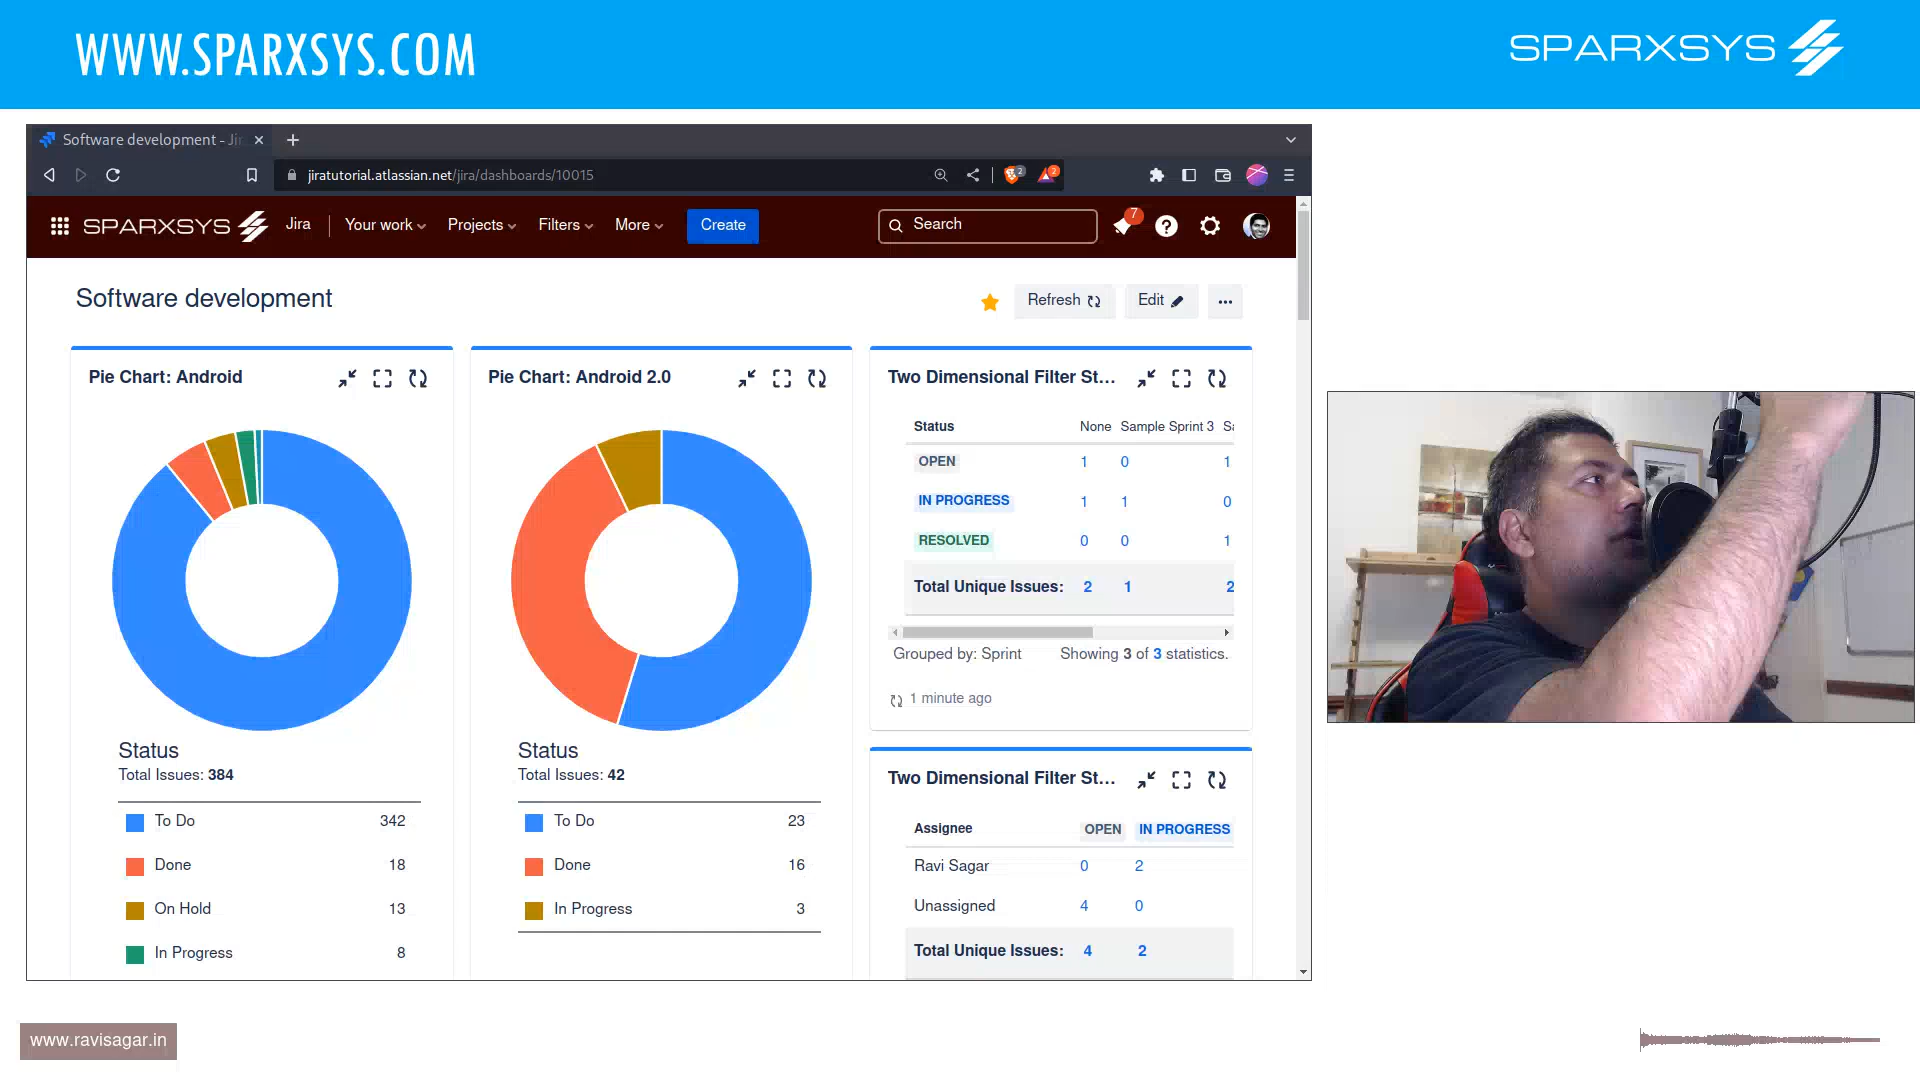 WWW.SPARXSYS.COM
SPARXSYS
Software development - Jir
jiratutorial.atlassian.net/jira/dashboards/10015
2
2
SPARXSYS
Jira
Your work
Projects
Filters
More
Create
Search
7
Software development
Refresh
Edit
Pie Chart: Android
Status
Total Issues: 384
To Do 342
Done 18
On Hold 13
In Progress 8
Pie Chart: Android 2.0
Status
Total Issues: 42
To Do 23
Done 16
In Progress 3
Two Dimensional Filter St...
Status None Sample Sprint 3 Sa
OPEN 1 0 1
IN PROGRESS 1 1 0
RESOLVED 0 0 1
Total Unique Issues: 2 1 2
Grouped by: Sprint Showing 3 of 3 statistics.
1 minute ago
Two Dimensional Filter St...
Assignee OPEN IN PROGRESS
Ravi Sagar 0 2
Unassigned 4 0
Total Unique Issues: 4 2
www.ravisagar.in